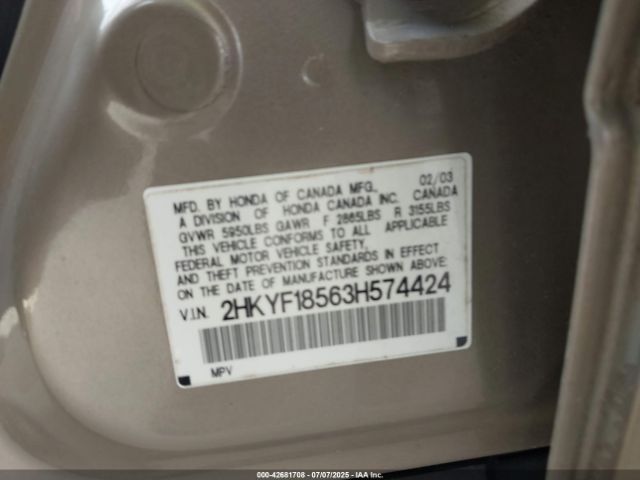 MFD. BY HONDA OF CANADA MFG., 02/03
A DIVISION OF HONDA CANADA INC. CANADA
GVWR 5950LBS GAWR F 2865LBS R 3155LBS
THIS VEHICLE CONFORMS TO ALL APPLICABLE
FEDERAL MOTOR VEHICLE SAFETY,
AND THEFT PREVENTION STANDARDS IN EFFECT
ON THE DATE OF MANUFACTURE SHOWN ABOVE:
V.I.N. 2HKYF18563H574424
MPV
000-42681708 - 07/07/2025 - IAA Inc.